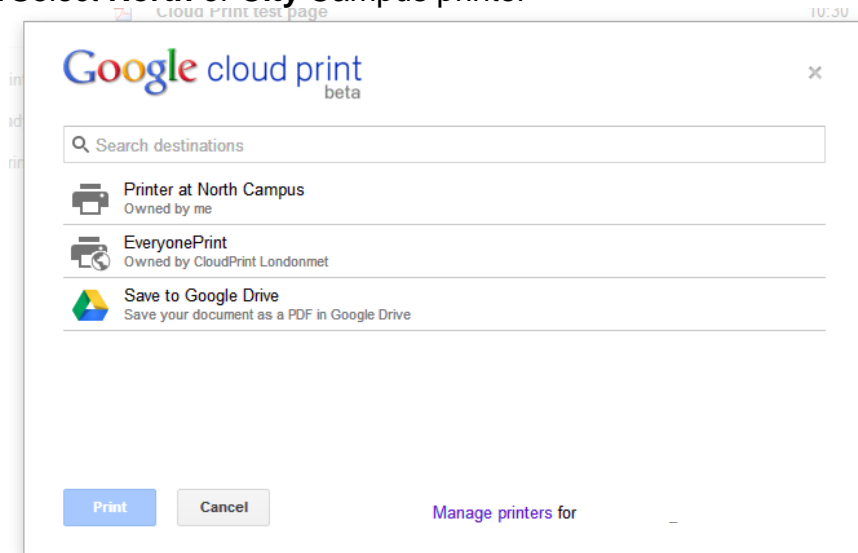 Select North or City Campus printer
Cloud Print test page 10:30
Google cloud print
beta
×
Search destinations
Printer at North Campus
Owned by me
EveryonePrint
Owned by CloudPrint Londonmet
Save to Google Drive
Save your document as a PDF in Google Drive
Print Cancel Manage printers for